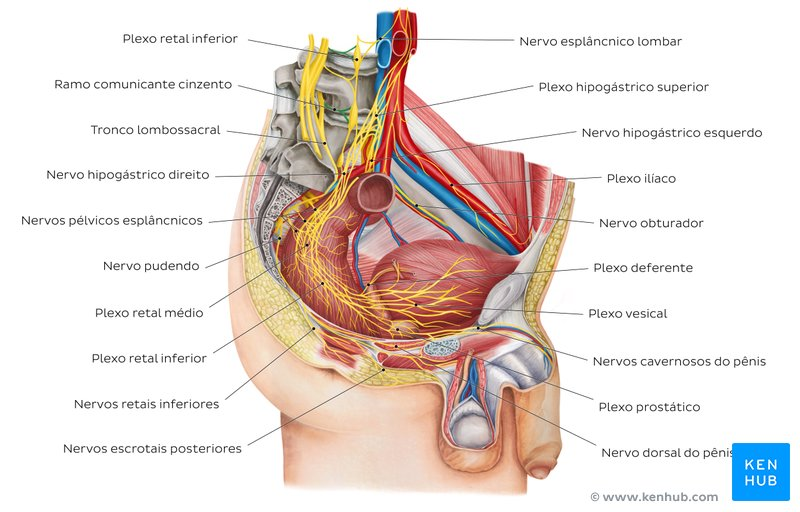 Plexo retal inferior
Ramo comunicante cinzento
Tronco lombossacral
Nervo hipogástrico direito
Nervos pélvicos esplâncnicos
Nervo pudendo
Plexo retal médio
Plexo retal inferior
Nervos retais inferiores
Nervos escrotais posteriores
Nervo esplâncnico lombar
Plexo hipogástrico superior
Nervo hipogástrico esquerdo
Plexo ilíaco
Nervo obturador
Plexo deferente
Plexo vesical
Nervos cavernosos do pênis
Plexo prostático
Nervo dorsal do pênis
KEN
HUB
© www.kenhub.com